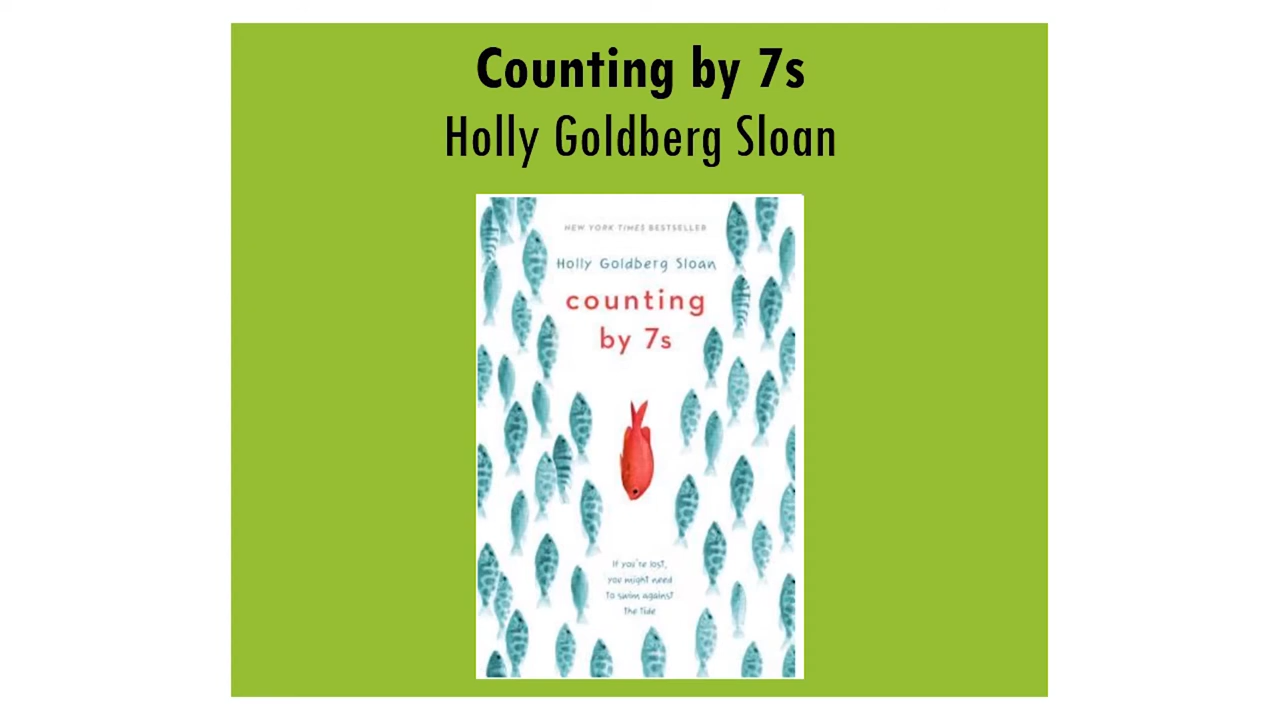 Counting by 7s
Holly Goldberg Sloan
NEW YORK TIMES BESTSELLER
Holly Goldberg Sloan
counting
by 7s
If you're lost,
you might need
to swim against
the tide